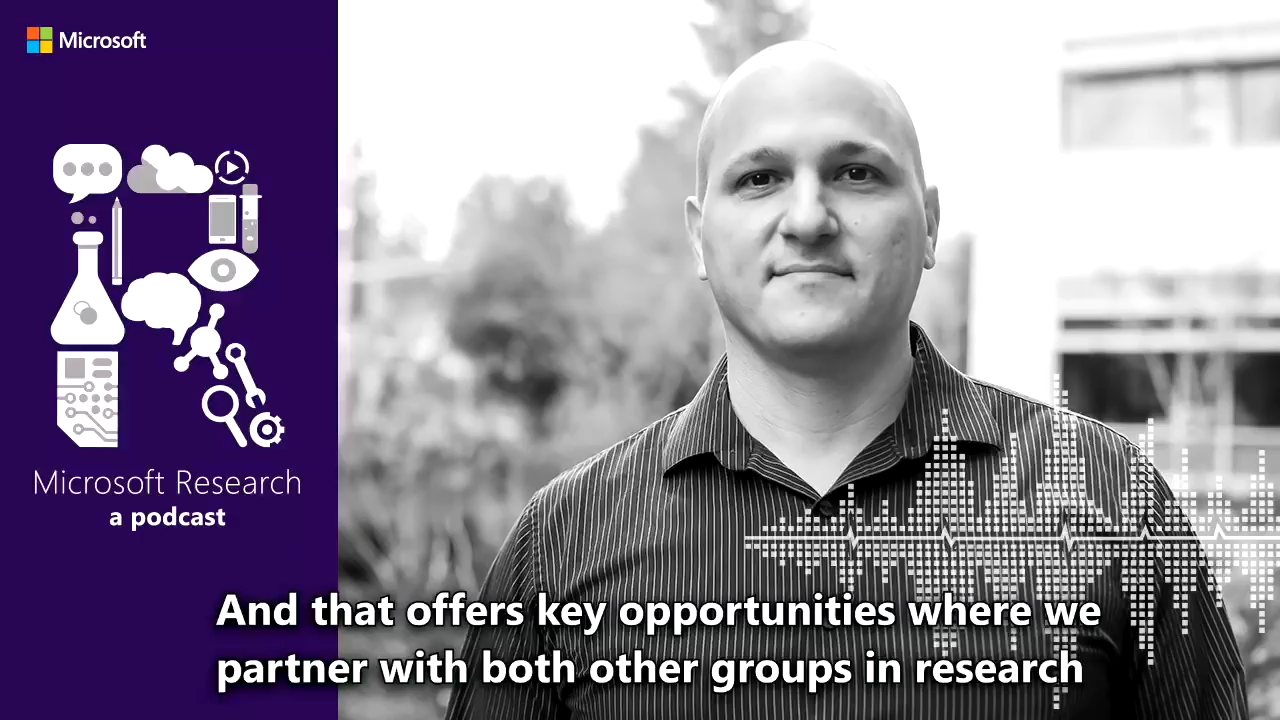 Microsoft
Microsoft Research
a podcast
And that offers key opportunities where we
partner with both other groups in research